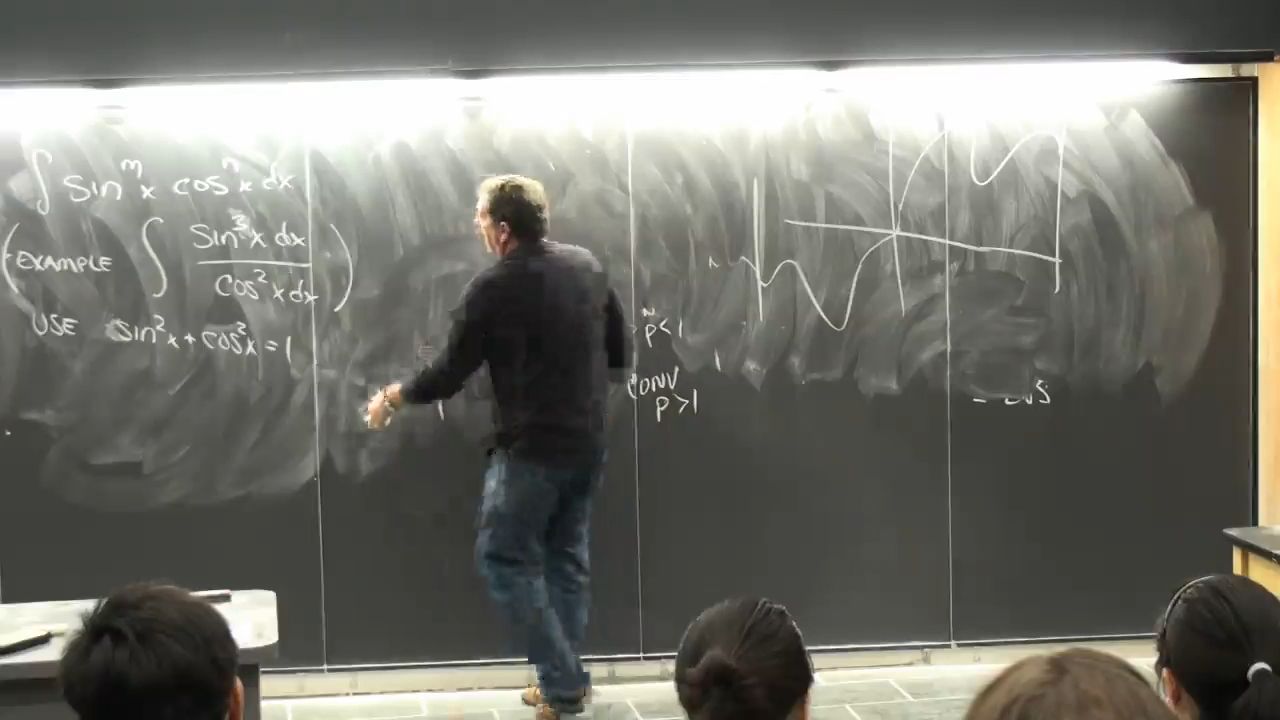 ∫ sin^m x cos^n x dx
(EXAMPLE ∫ sin³x dx / cos²x dx)
USE sin²x + cos²x = 1
p<1
CONV
p>1